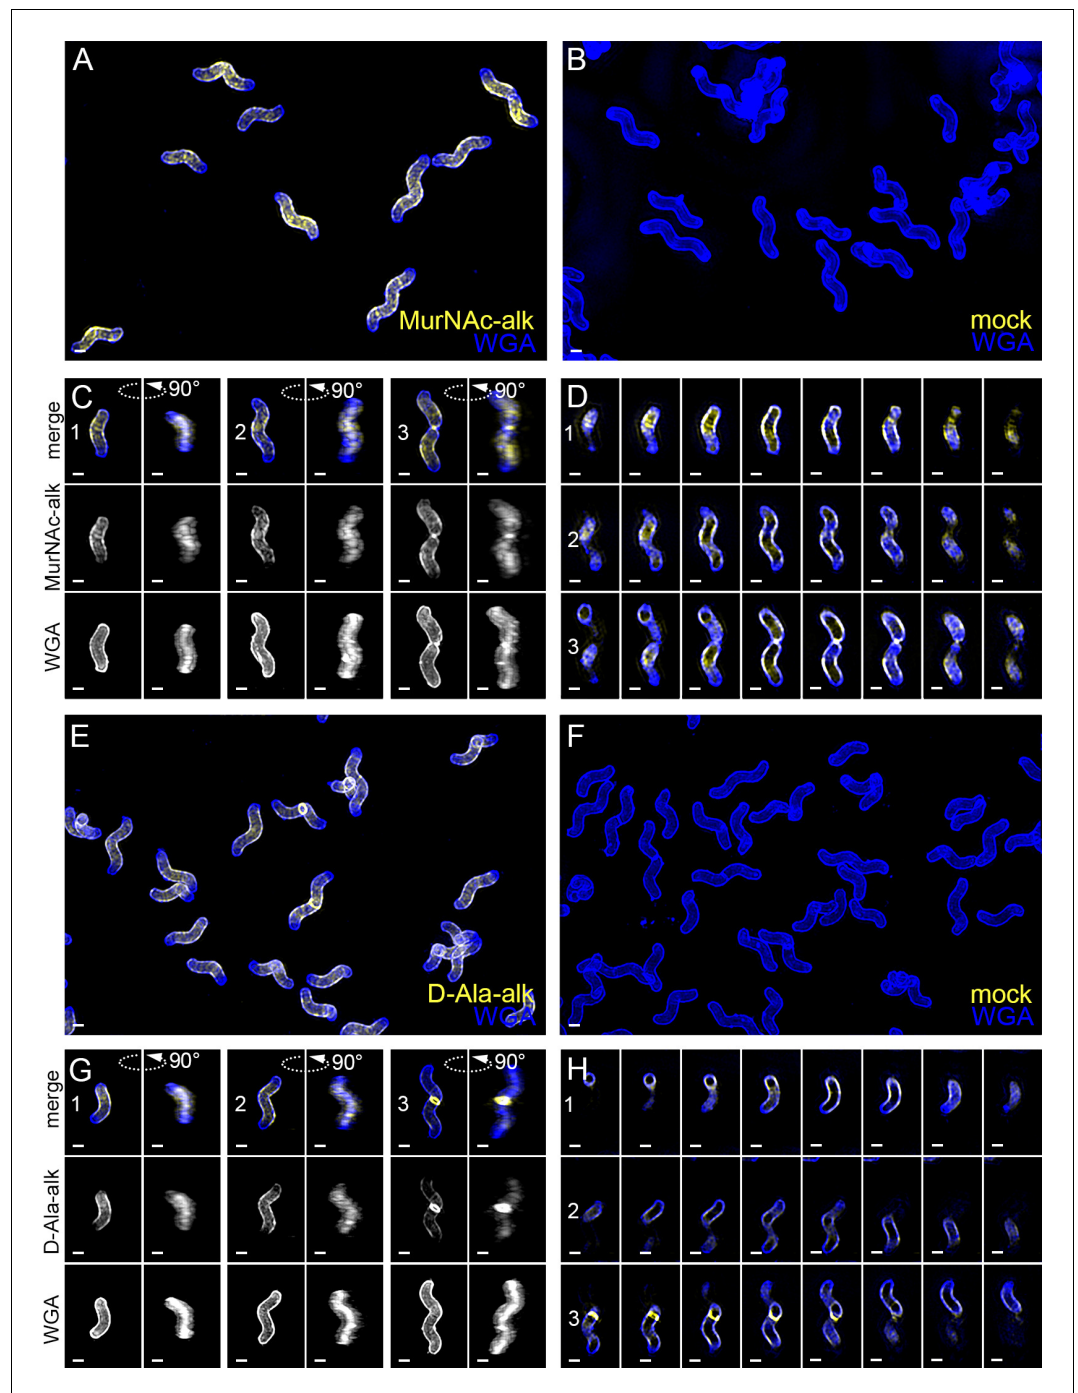 A
MurNAc-alk
WGA
B
mock
WGA
C
90°
90°
90°
merge
1
2
3
MurNAc-alk
WGA
D
1
2
3
E
D-Ala-alk
WGA
F
mock
WGA
G
90°
90°
90°
merge
1
2
3
D-Ala-alk
WGA
H
1
2
3